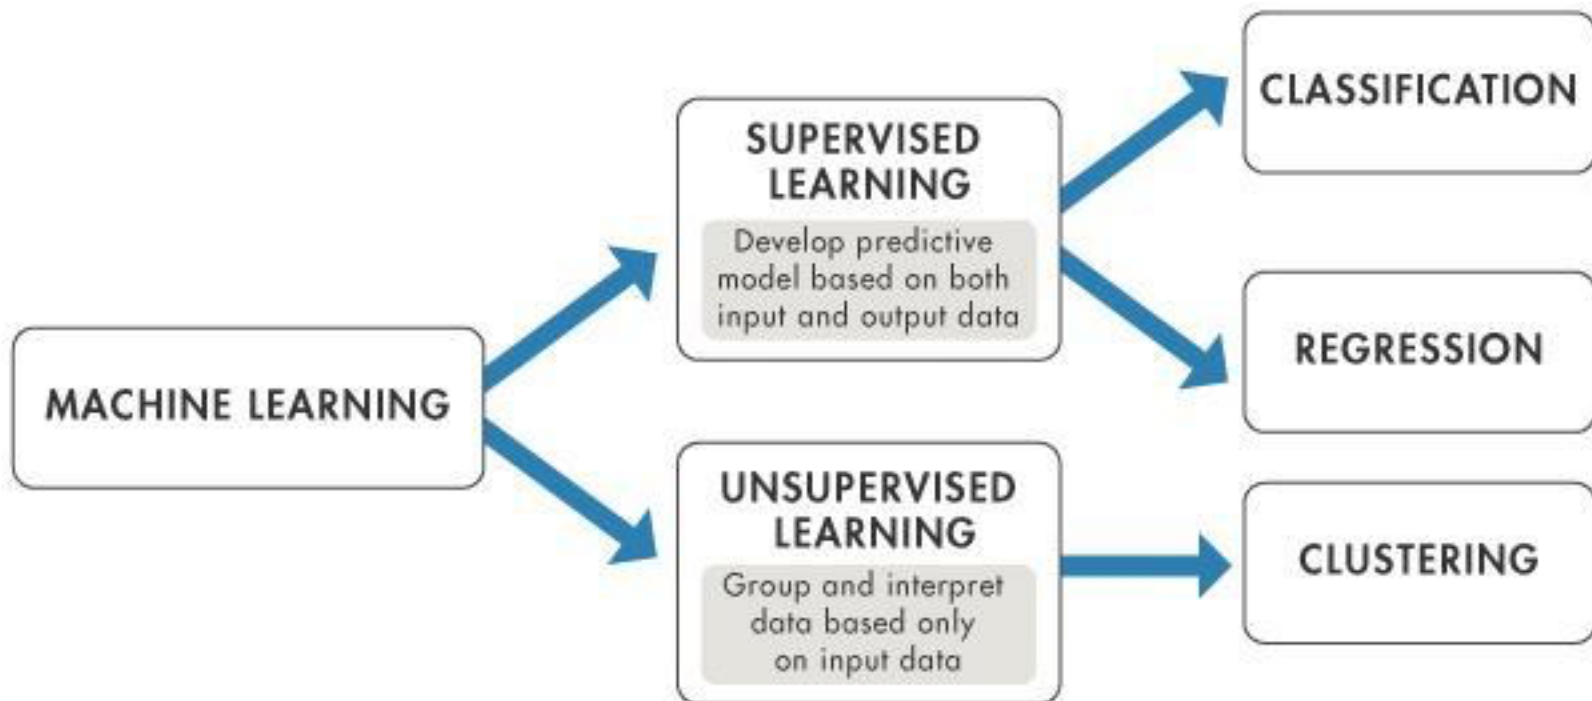 MACHINE LEARNING
SUPERVISED
LEARNING
Develop predictive
model based on both
input and output data
UNSUPERVISED
LEARNING
Group and interpret
data based only
on input data
CLASSIFICATION
REGRESSION
CLUSTERING